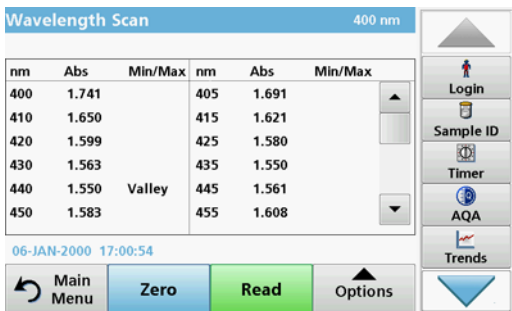 Wavelength Scan 400 nm
nm Abs Min/Max nm Abs Min/Max
400 1.741 405 1.691
410 1.650 415 1.621
420 1.599 425 1.580
430 1.563 435 1.550
440 1.550 Valley 445 1.561
450 1.583 455 1.608
06-JAN-2000 17:00:54
Main Menu Zero Read Options
Login
Sample ID
Timer
AQA
Trends